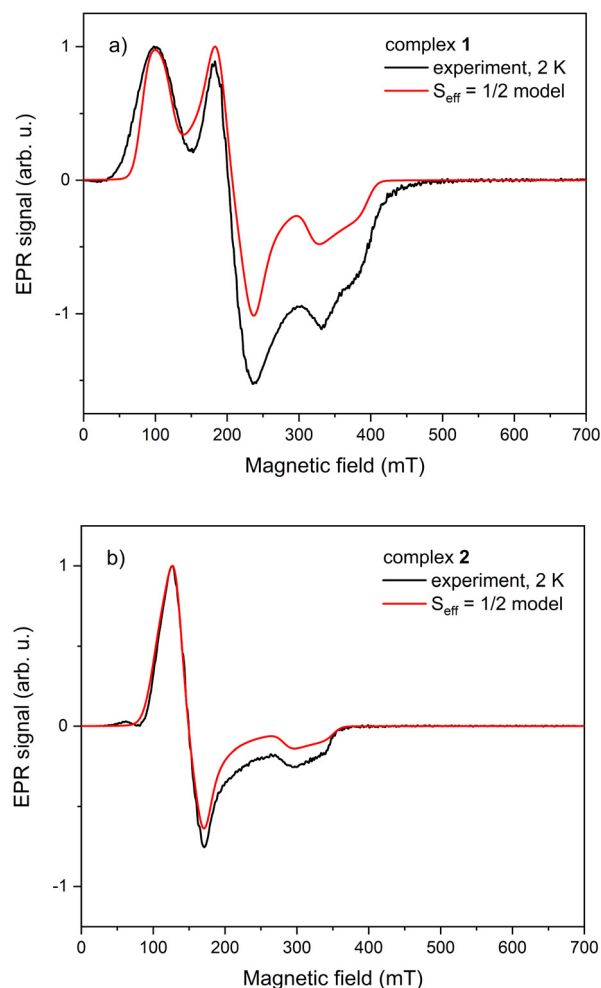 a)
complex 1
experiment, 2 K
S_eff = 1/2 model
1
0
-1
EPR signal (arb. u.)
0 100 200 300 400 500 600 700
Magnetic field (mT)
b)
complex 2
experiment, 2 K
S_eff = 1/2 model
1
0
-1
EPR signal (arb. u.)
0 100 200 300 400 500 600 700
Magnetic field (mT)